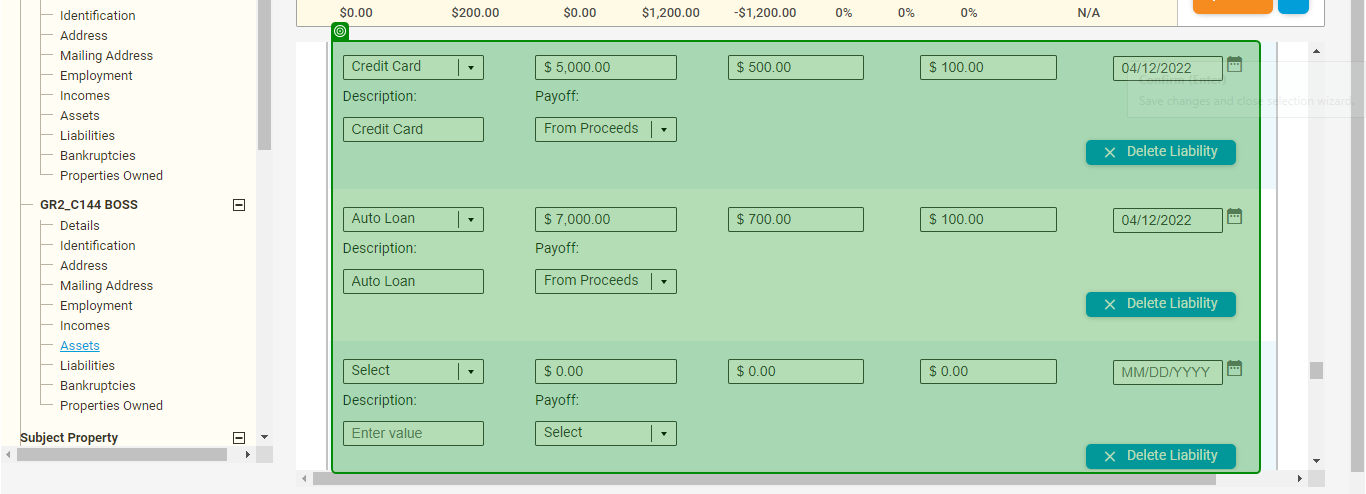 $0.00 $200.00 $0.00 $1,200.00 -$1,200.00 0% 0% 0% N/A
Identification
Address
Mailing Address
Employment
Incomes
Assets
Liabilities
Bankruptcies
Properties Owned
GR2_C144 BOSS
Details
Identification
Address
Mailing Address
Employment
Incomes
Assets
Liabilities
Bankruptcies
Properties Owned
Subject Property
Credit Card $ 5,000.00 $ 500.00 $ 100.00 04/12/2022
Confirm (Enter)
Save changes and close selection wizard.
Description: Payoff:
Credit Card From Proceeds
Delete Liability
Auto Loan $ 7,000.00 $ 700.00 $ 100.00 04/12/2022
Description: Payoff:
Auto Loan From Proceeds
Delete Liability
Select $ 0.00 $ 0.00 $ 0.00 MM/DD/YYYY
Description: Payoff:
Enter value Select
Delete Liability